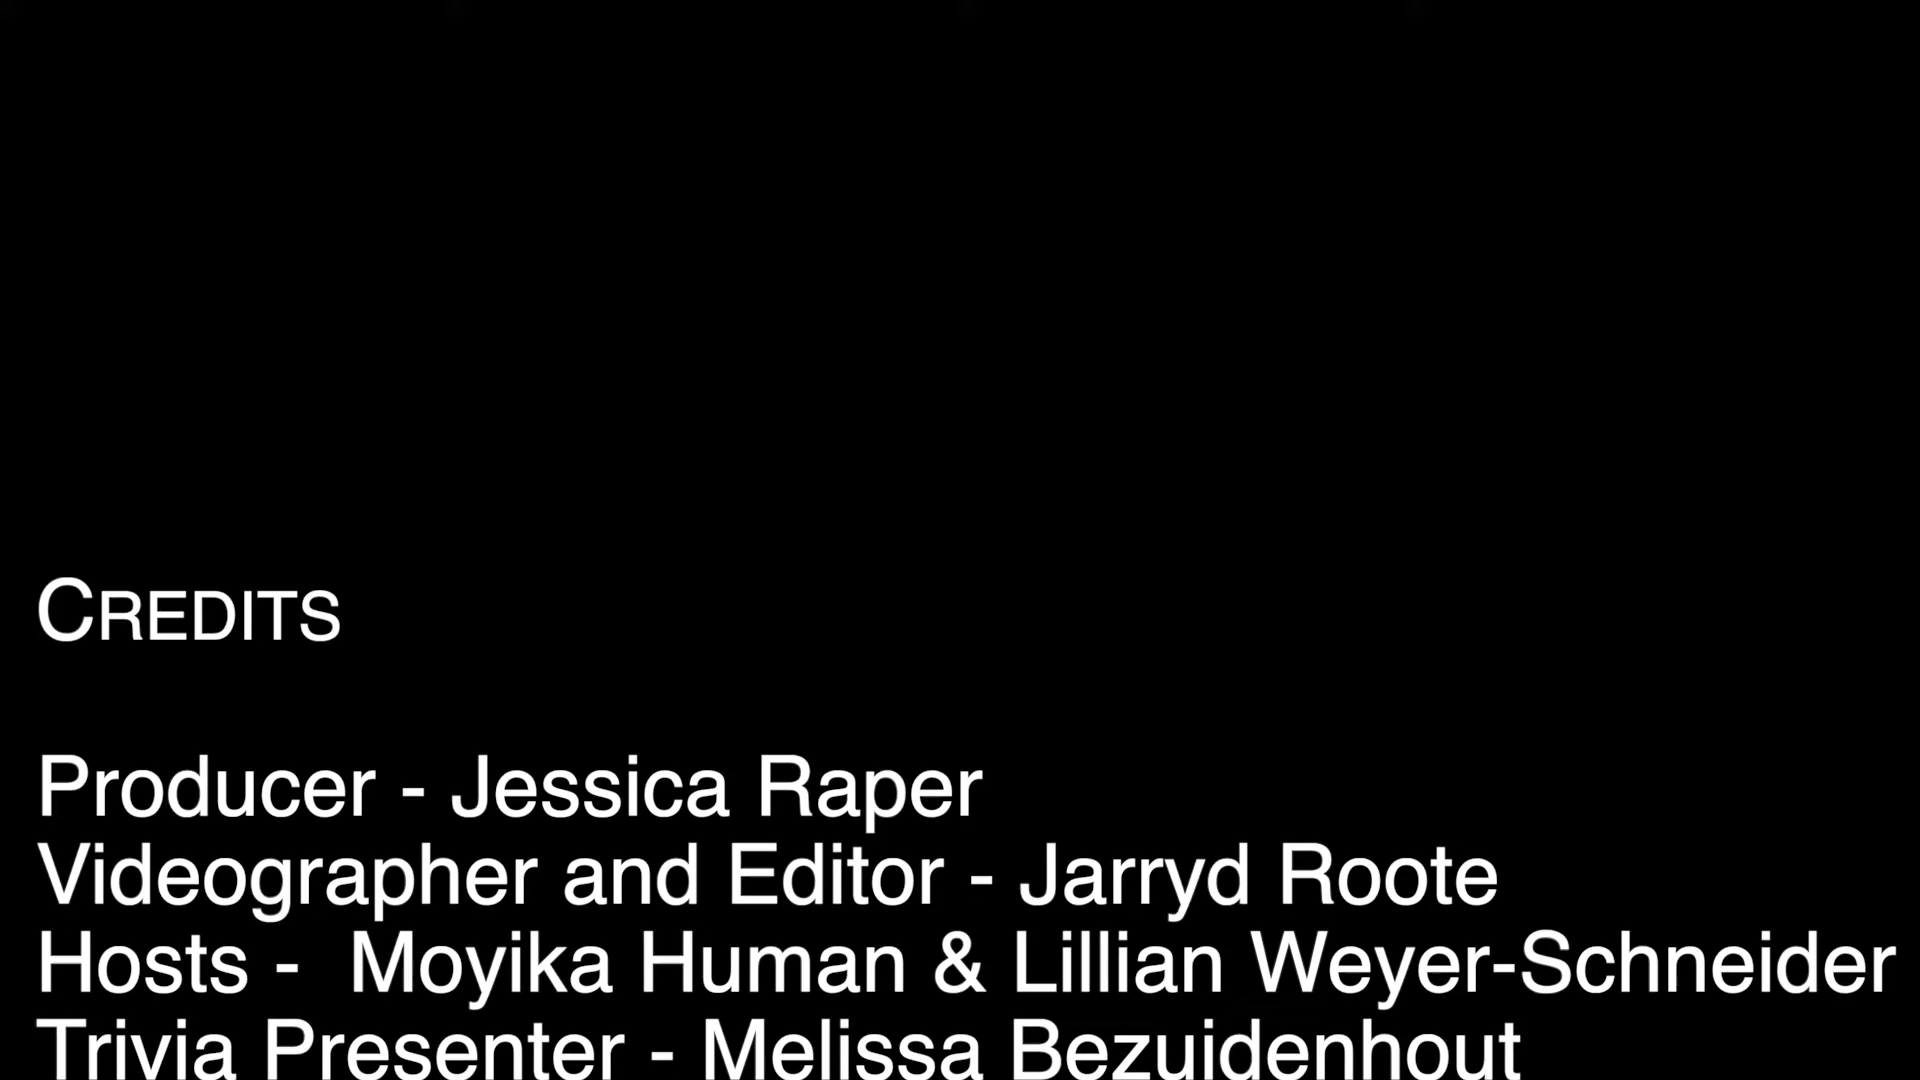 CREDITS
Producer - Jessica Raper
Videographer and Editor - Jarryd Roote
Hosts -  Moyika Human & Lillian Weyer-Schneider
Trivia Presenter - Melissa Bezuidenhout